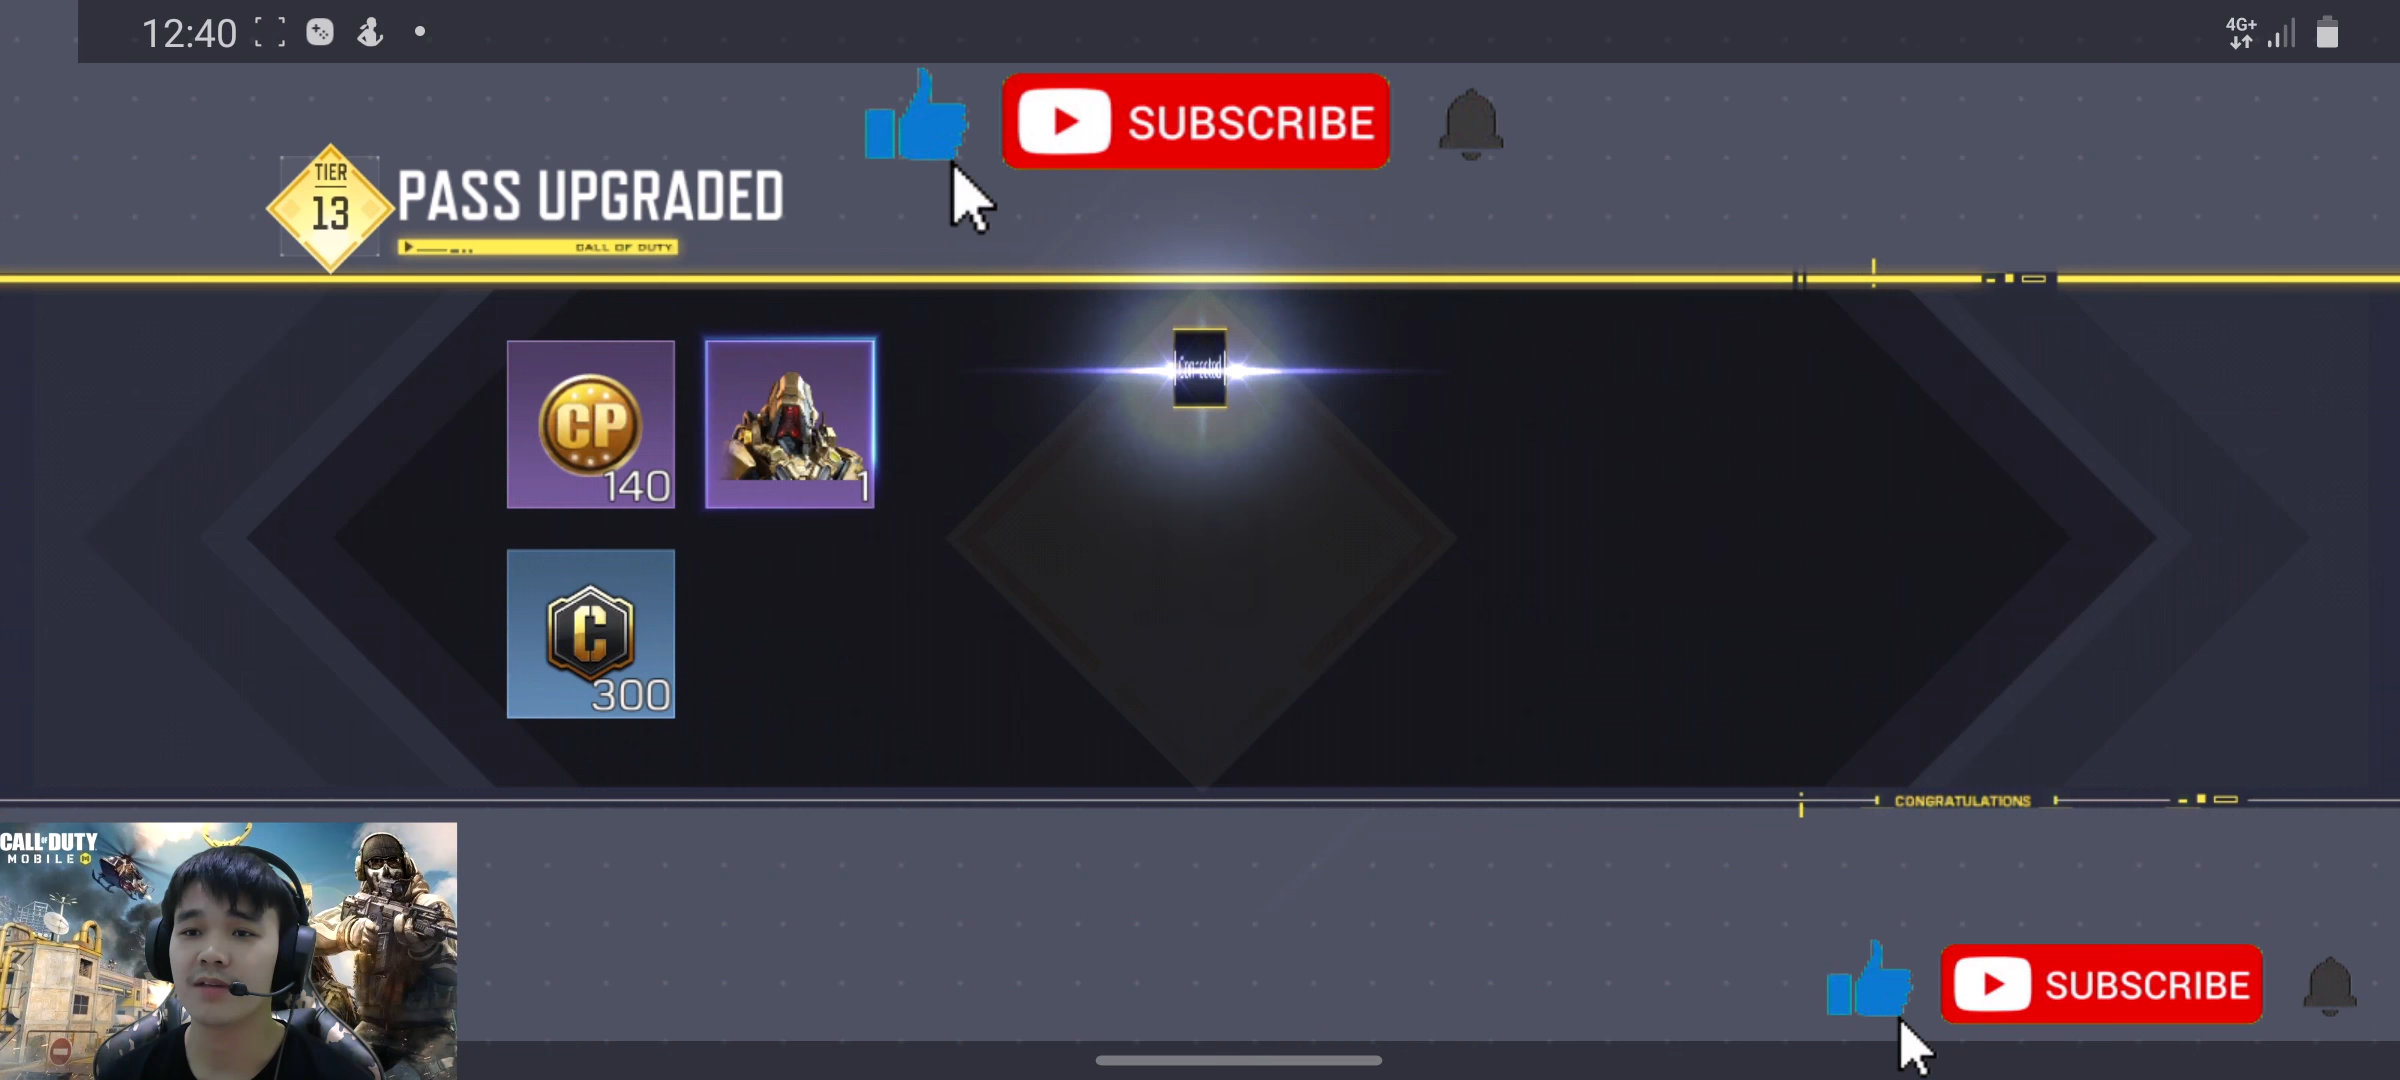 12:40
4G+
SUBSCRIBE
TIER
13
PASS UPGRADED
CALL OF DUTY
CP
140
1
C
300
CONGRATULATIONS
CALL OF DUTY
MOBILE
SUBSCRIBE